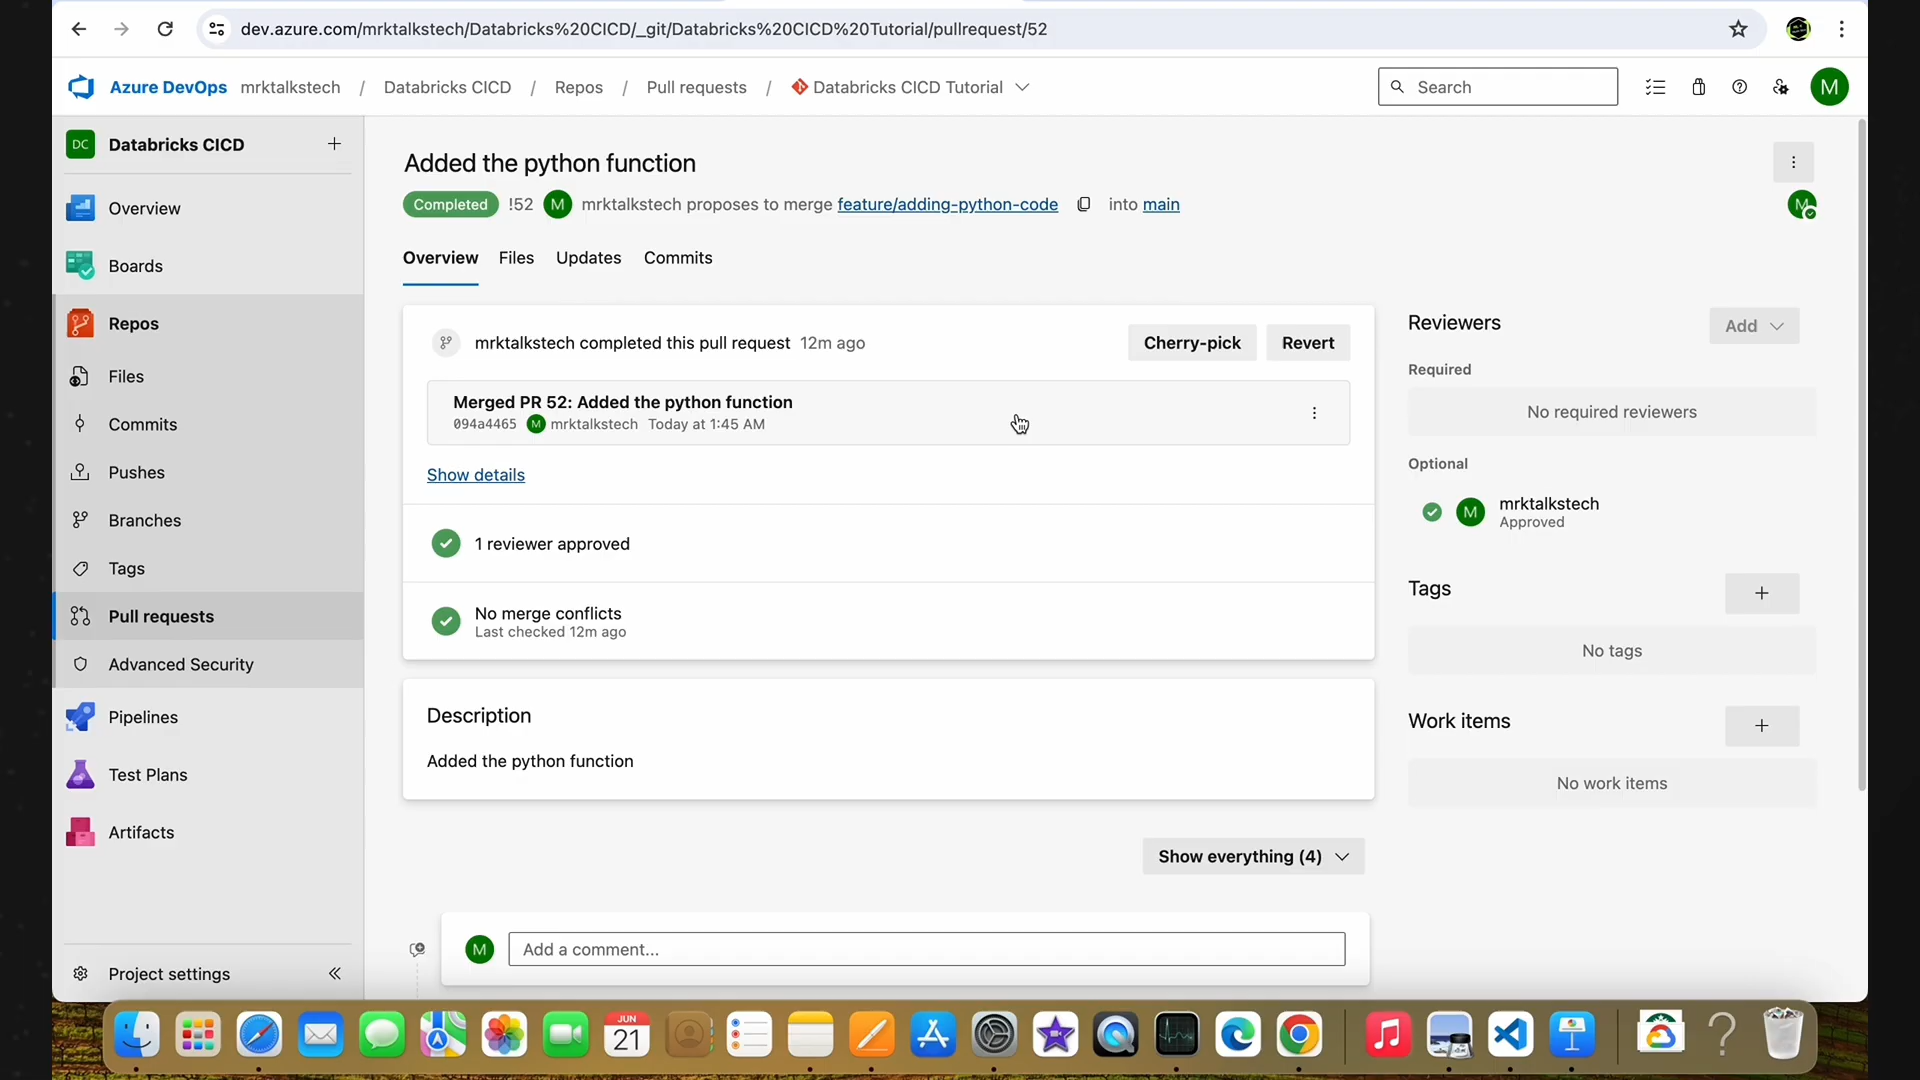 dev.azure.com/mrktalkstech/Databricks%20CICD/_git/Databricks%20CICD%20Tutorial/pullrequest/52
Azure DevOps mrktalkstech / Databricks CICD / Repos / Pull requests / Databricks CICD Tutorial
Search
M
DC Databricks CICD
Overview
Boards
Repos
Files
Commits
Pushes
Branches
Tags
Pull requests
Advanced Security
Pipelines
Test Plans
Artifacts
Project settings
Added the python function
Completed !52 M mrktalkstech proposes to merge feature/adding-python-code into main
M
Overview Files Updates Commits
mrktalkstech completed this pull request 12m ago
Cherry-pick
Revert
Merged PR 52: Added the python function
094a4465 M mrktalkstech Today at 1:45 AM
Show details
1 reviewer approved
No merge conflicts
Last checked 12m ago
Description
Added the python function
Show everything (4)
M Add a comment...
Reviewers
Add
Required
No required reviewers
Optional
M mrktalkstech
Approved
Tags
No tags
Work items
No work items
JUN
21